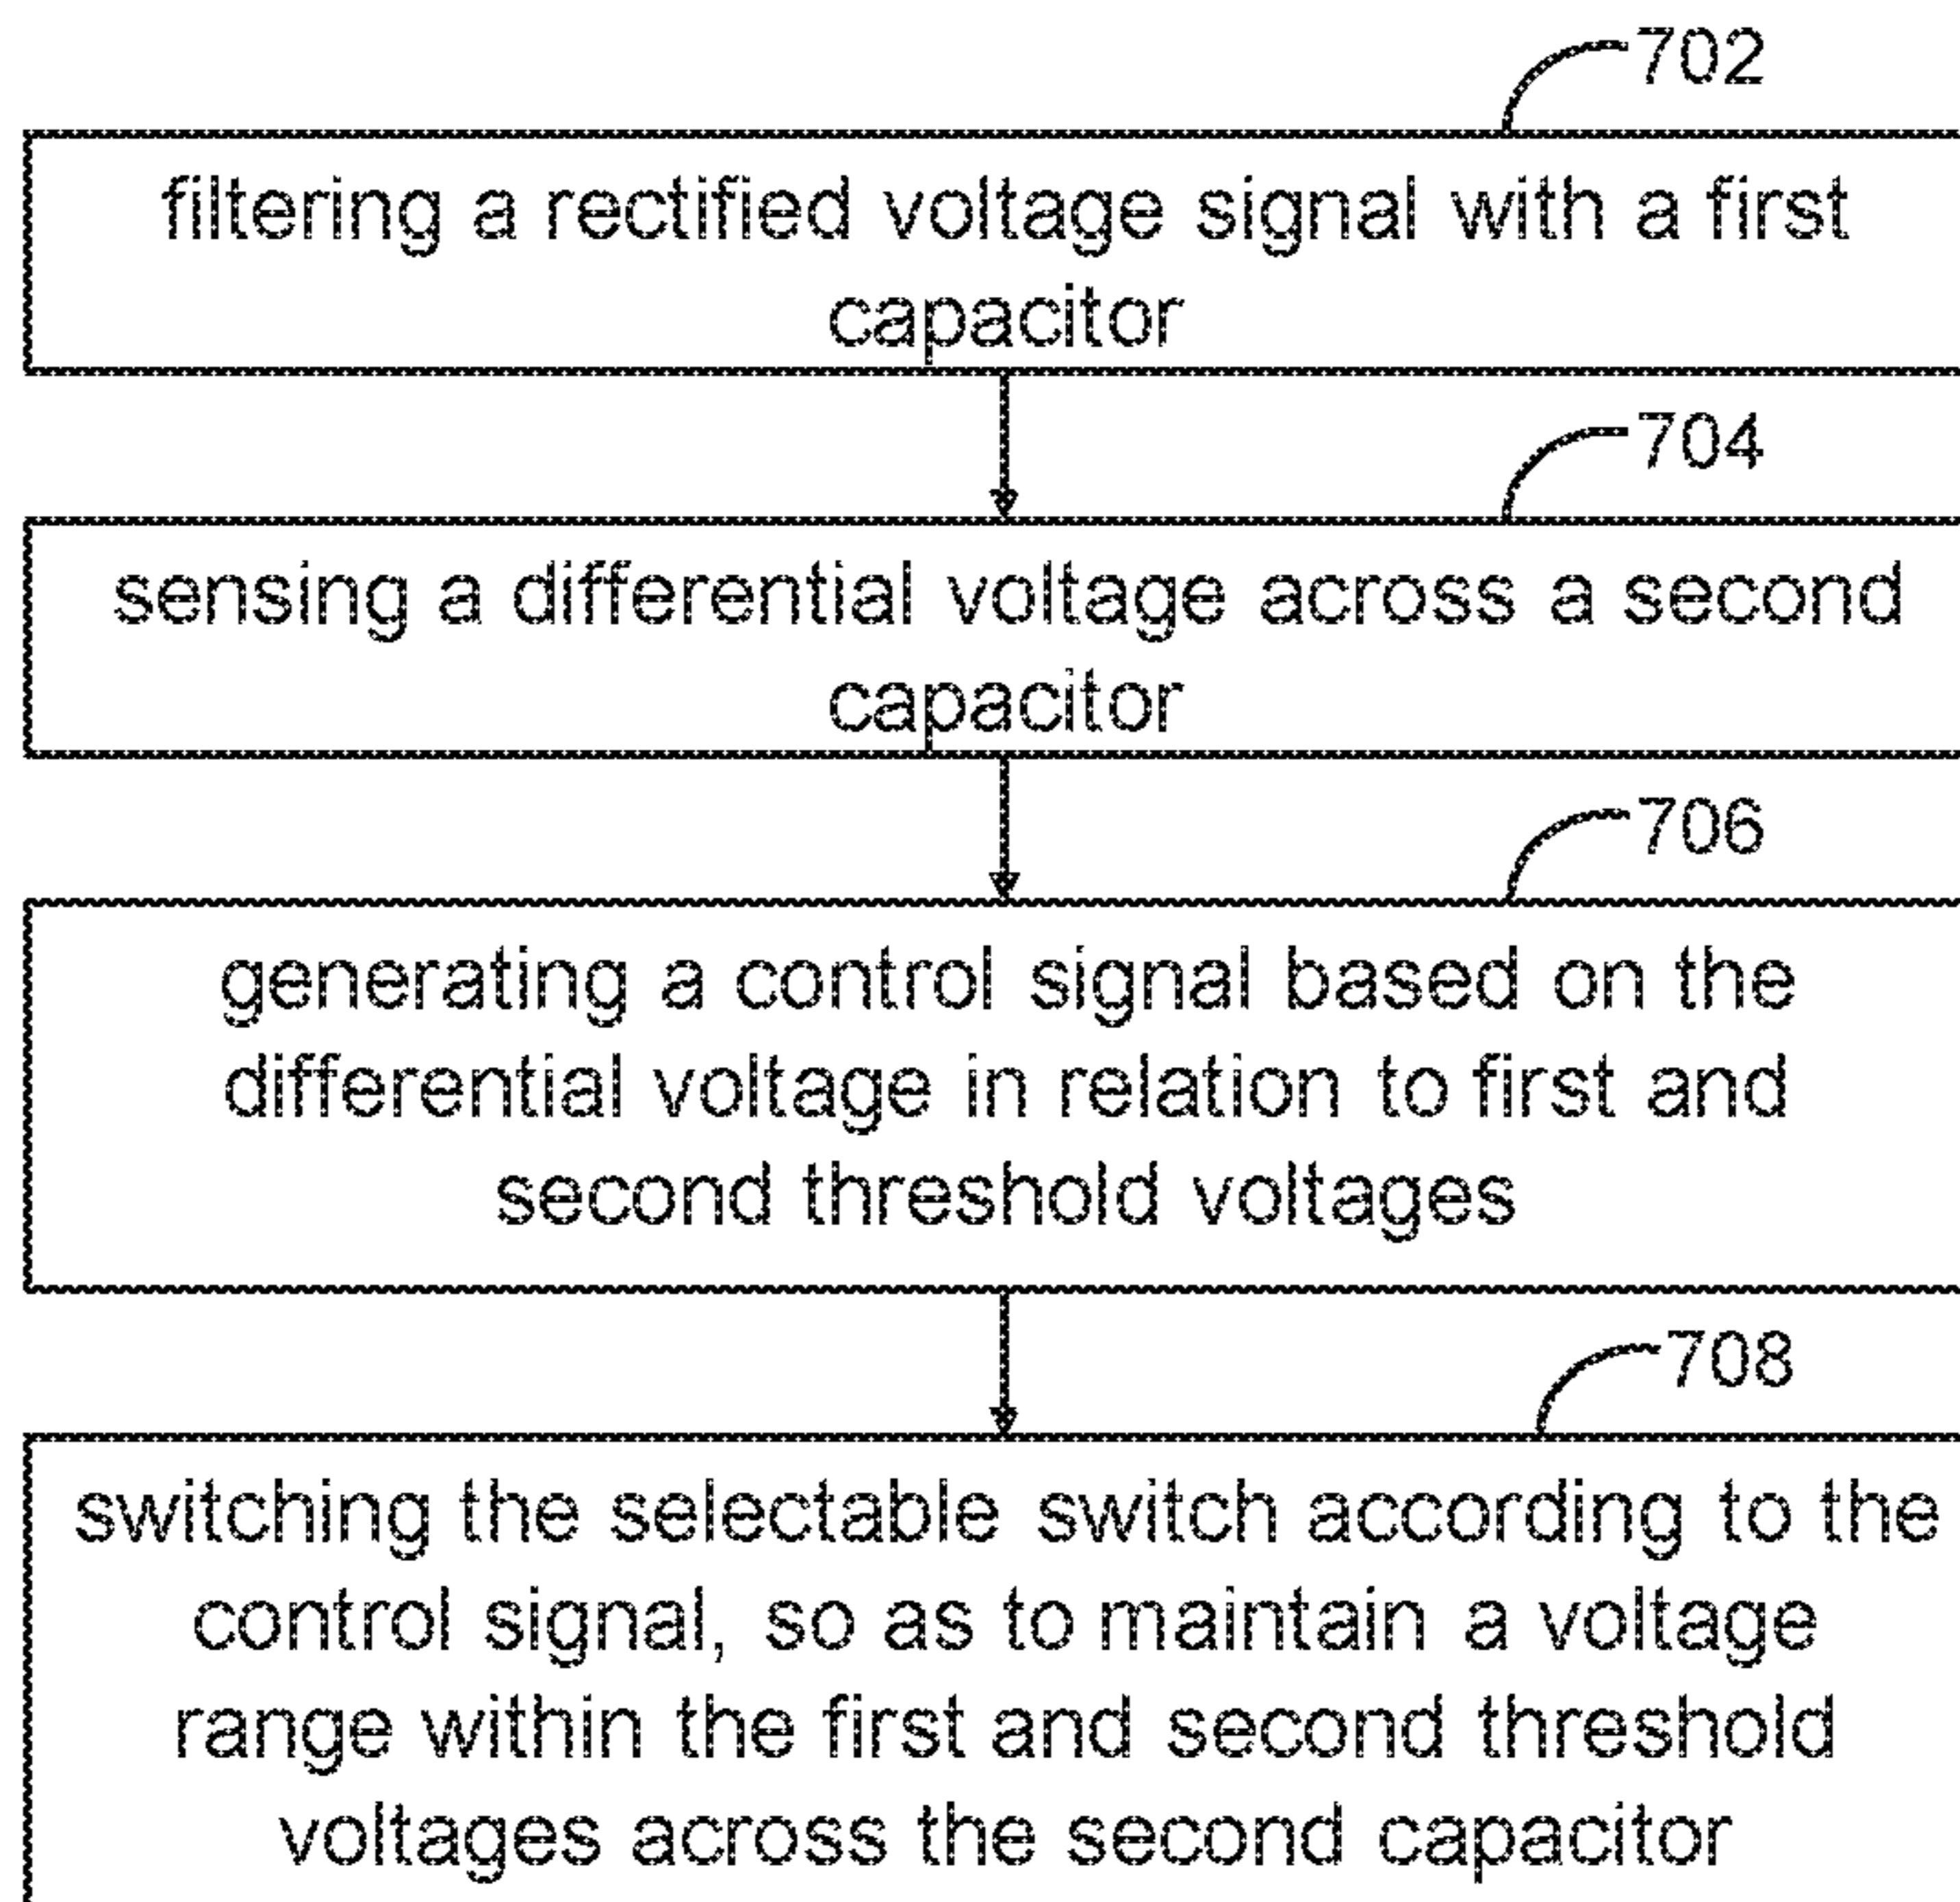 702
filtering a rectified voltage signal with a first
capacitor
704
sensing a differential voltage across a second
capacitor
706
generating a control signal based on the
differential voltage in relation to first and
second threshold voltages
708
switching the selectable switch according to the
control signal, so as to maintain a voltage
range within the first and second threshold
voltages across the second capacitor